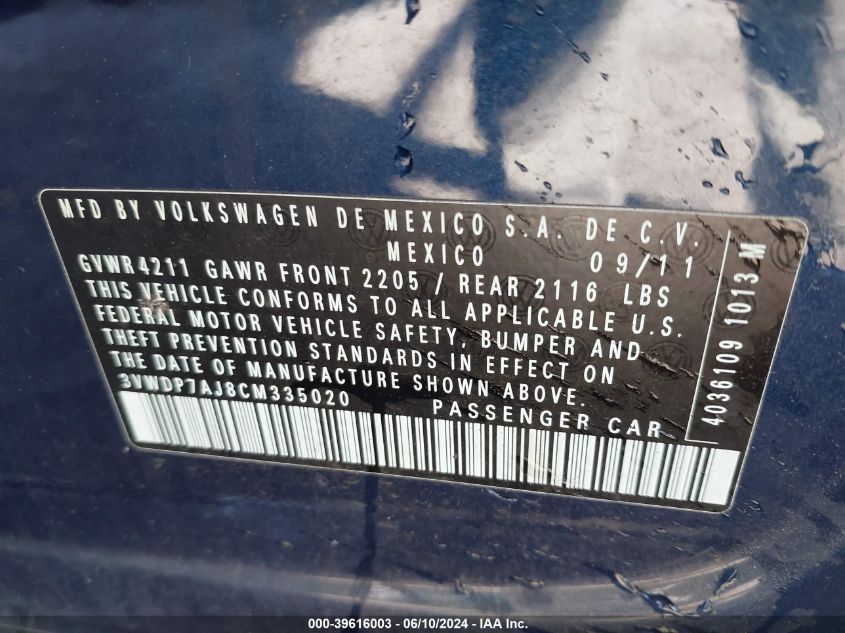 MFD BY VOLKSWAGEN DE MEXICO S.A. DE C.V.
MEXICO 09/11
GVWR4211 GAWR FRONT 2205 / REAR 2116 LBS
THIS VEHICLE CONFORMS TO ALL APPLICABLE U.S.
FEDERAL MOTOR VEHICLE SAFETY, BUMPER AND
THEFT PREVENTION STANDARDS IN EFFECT ON
THE DATE OF MANUFACTURE SHOWN ABOVE.
3VWDP7AJ8CM335020 PASSENGER CAR
4036109 1013 M
000-39616003 - 06/10/2024 - IAA Inc.